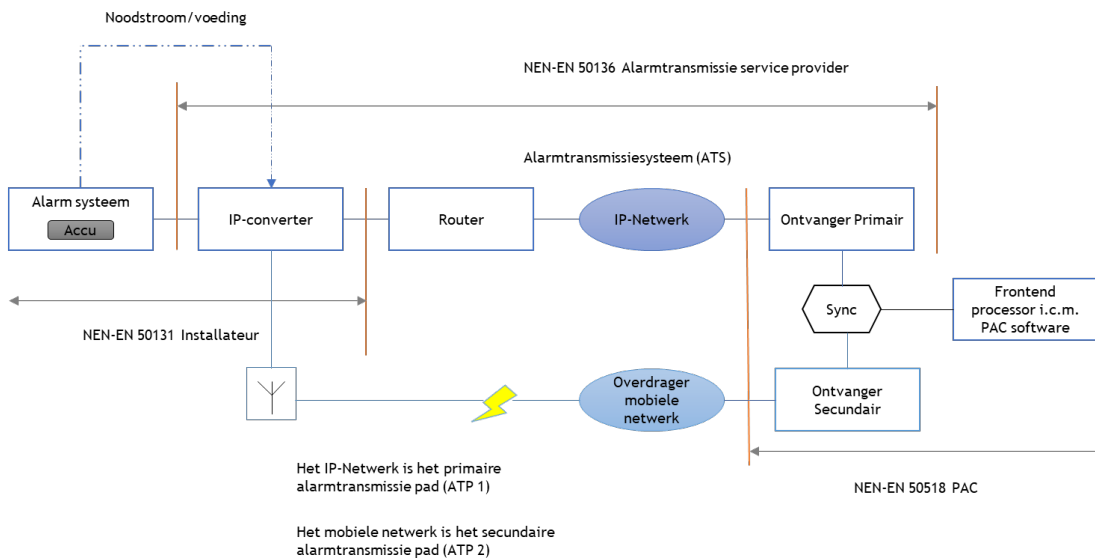 Noodstroom/voeding
NEN-EN 50136 Alarmtransmissie service provider
Alarmtransmissiesysteem (ATS)
Alarm systeem
Accu
IP-converter
Router
IP-Netwerk
Ontvanger Primair
Sync
Frontend
processor i.c.m.
PAC software
NEN-EN 50131 Installateur
Overdrager
mobiele
netwerk
Ontvanger
Secundair
Het IP-Netwerk is het primaire
alarmtransmissie pad (ATP 1)
NEN-EN 50518 PAC
Het mobiele netwerk is het secundaire
alarmtransmissie pad (ATP 2)